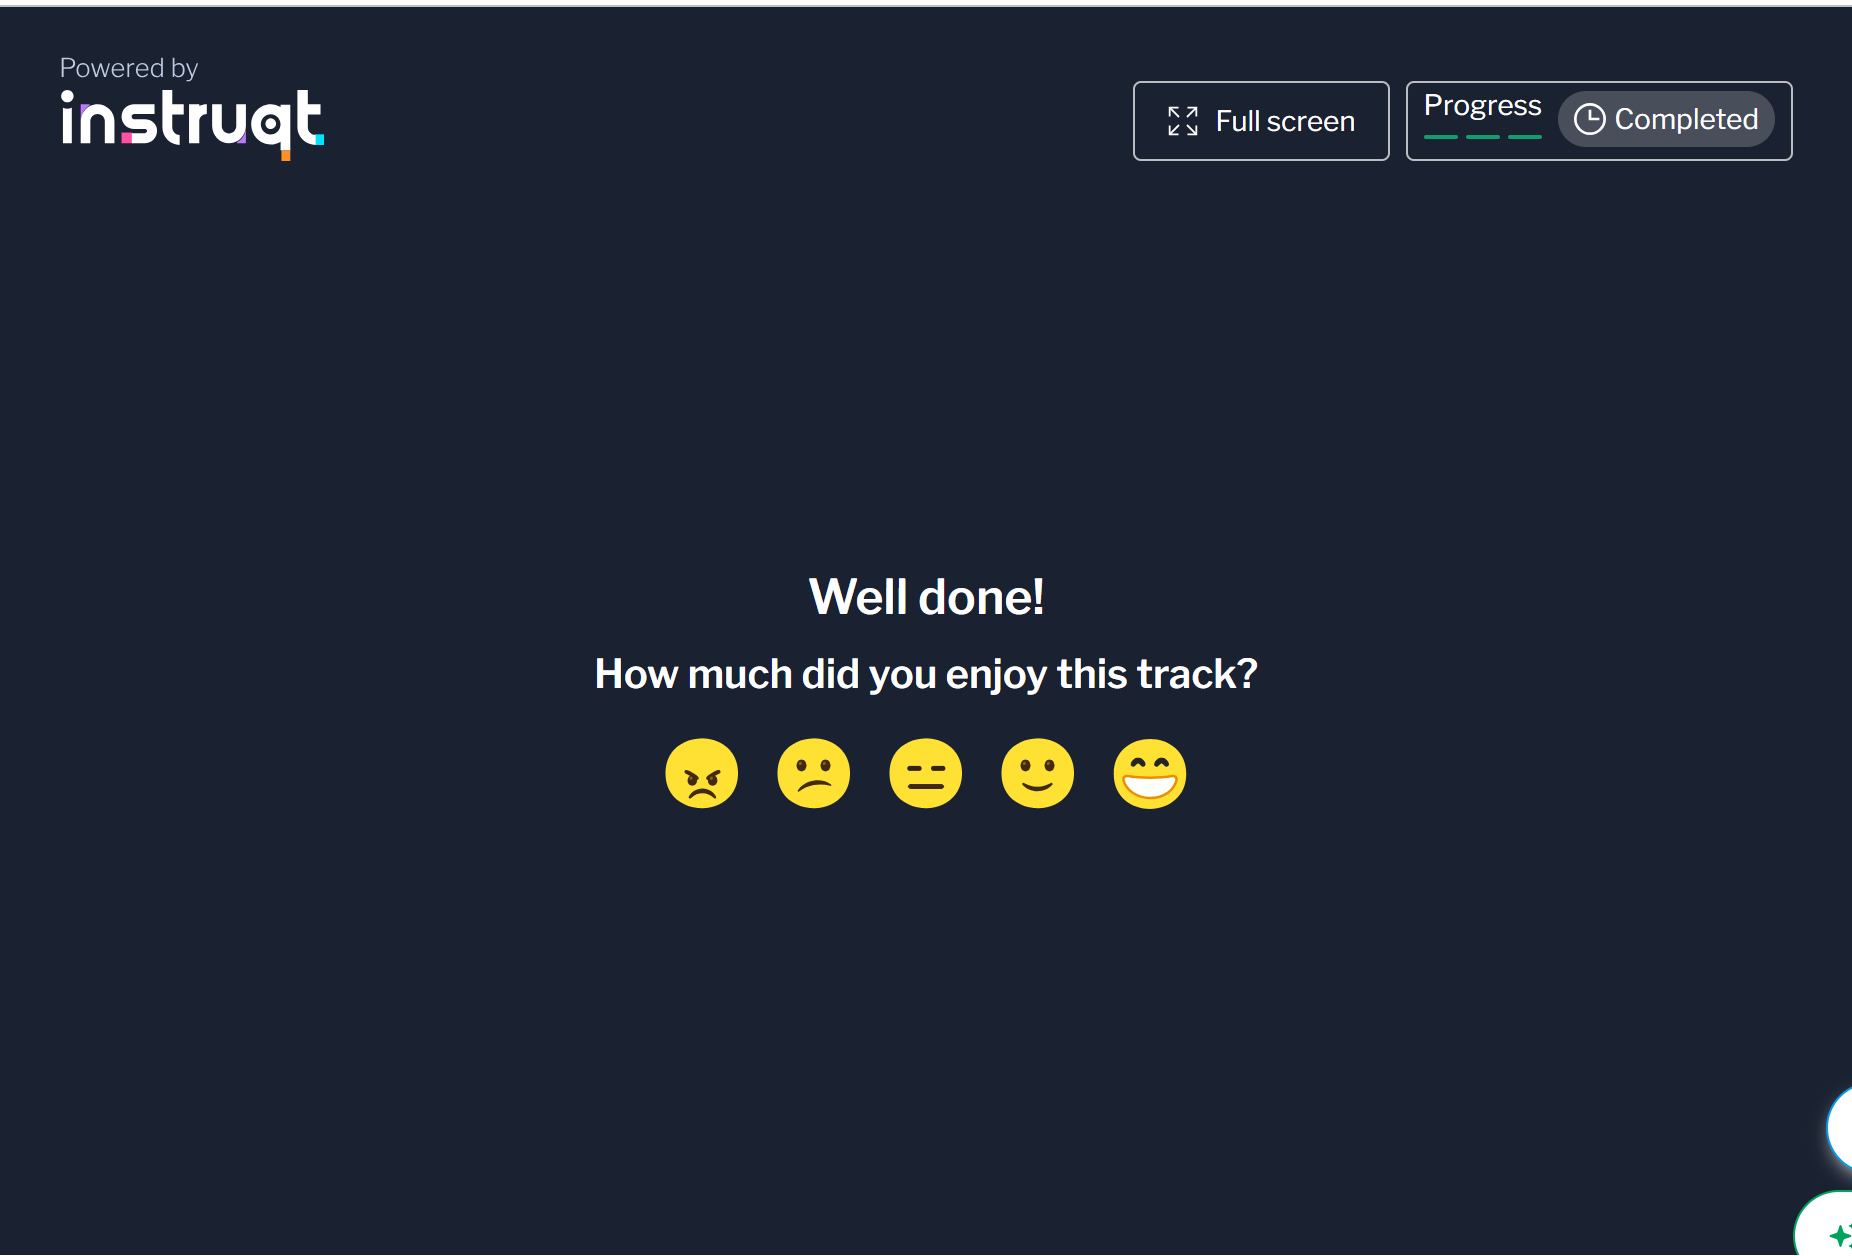 Powered by
instruqt
Full screen
Progress
Completed
Well done!
How much did you enjoy this track?